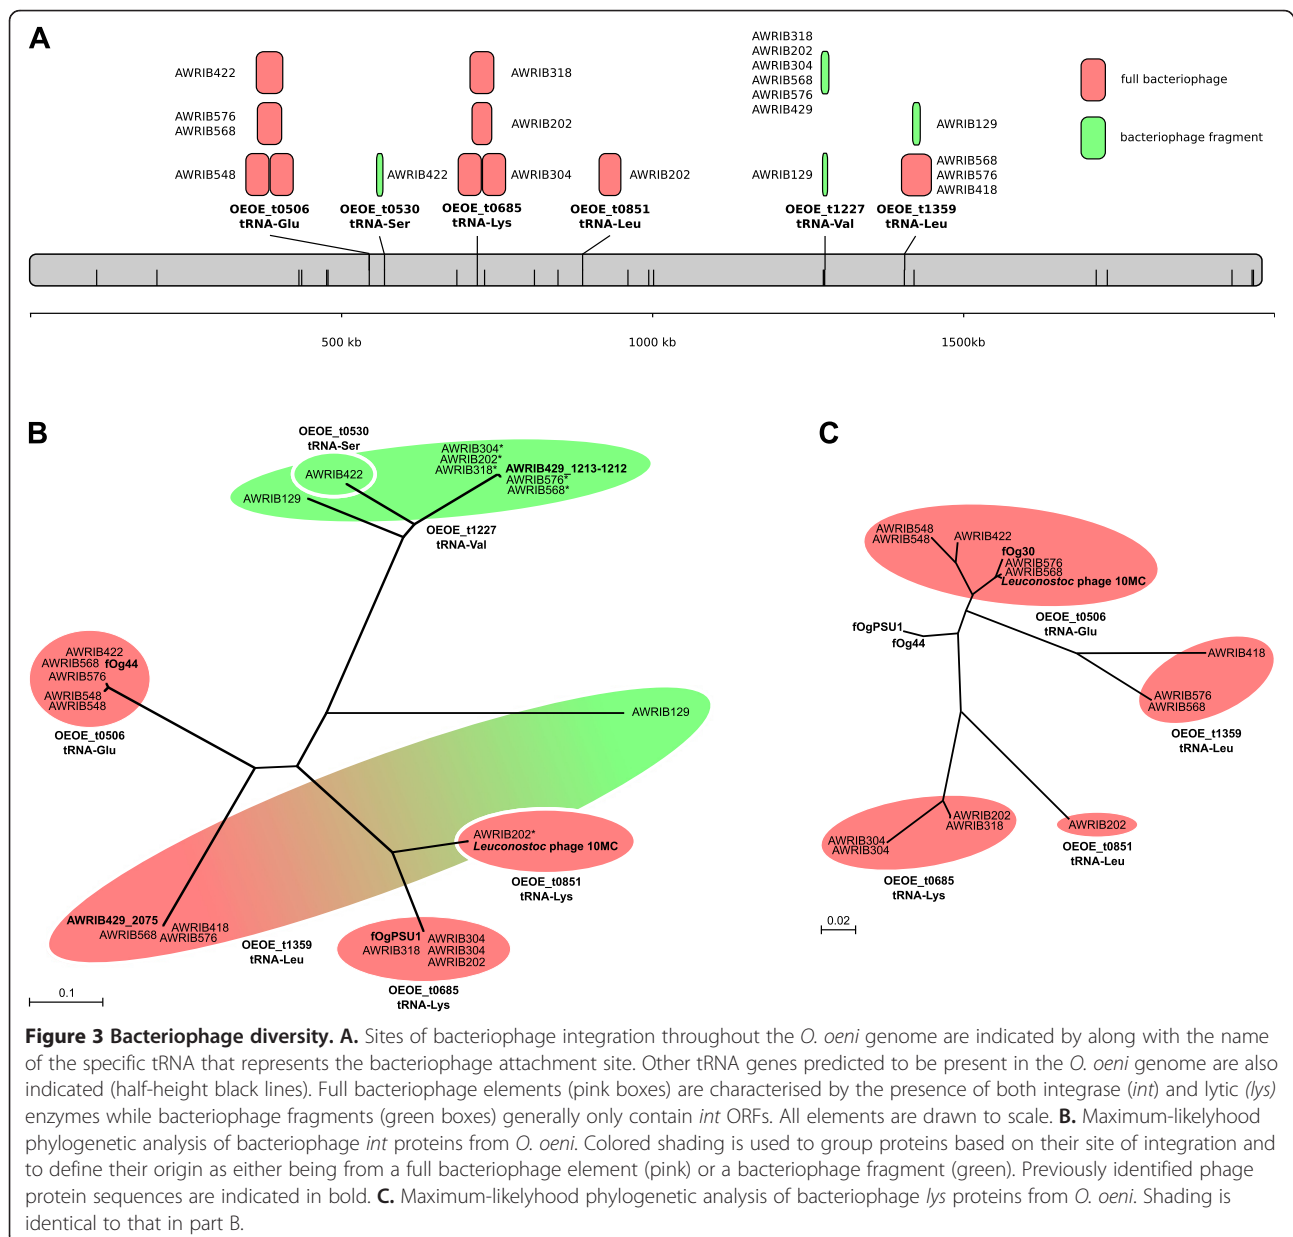 A
AWRIB422
AWRIB576
AWRIB568
AWRIB548
OEOE_t0506
tRNA-Glu
AWRIB422
OEOE_t0530
tRNA-Ser
AWRIB318
AWRIB202
AWRIB304
OEOE_t0685
tRNA-Lys
AWRIB202
OEOE_t0851
tRNA-Leu
AWRIB318
AWRIB202
AWRIB304
AWRIB568
AWRIB576
AWRIB429
AWRIB129
OEOE_t1227
tRNA-Val
AWRIB129
AWRIB568
AWRIB576
AWRIB418
OEOE_t1359
tRNA-Leu
full bacteriophage
bacteriophage fragment
500 kb
1000 kb
1500kb
B
OEOE_t0530
tRNA-Ser
AWRIB422
AWRIB129
AWRIB304*
AWRIB202*
AWRIB318*
AWRIB429_1213-1212
AWRIB576*
AWRIB568*
OEOE_t1227
tRNA-Val
AWRIB422
AWRIB568 fOg44
AWRIB576
AWRIB548
AWRIB548
OEOE_t0506
tRNA-Glu
AWRIB129
AWRIB202*
Leuconostoc phage 10MC
OEOE_t0851
tRNA-Lys
AWRIB429_2075
AWRIB418
AWRIB568
AWRIB576
OEOE_t1359
tRNA-Leu
fOgPSU1
AWRIB318
AWRIB304
AWRIB304
AWRIB202
OEOE_t0685
tRNA-Lys
0.1
C
AWRIB548
AWRIB548
AWRIB422
fOg30
AWRIB576
AWRIB568
Leuconostoc phage 10MC
OEOE_t0506
tRNA-Glu
fOgPSU1
fOg44
AWRIB418
AWRIB576
AWRIB568
OEOE_t1359
tRNA-Leu
AWRIB202
AWRIB318
AWRIB304
AWRIB304
OEOE_t0685
tRNA-Lys
AWRIB202
OEOE_t0851
tRNA-Leu
0.02
Figure 3 Bacteriophage diversity. A. Sites of bacteriophage integration throughout the O. oeni genome are indicated by along with the name
of the specific tRNA that represents the bacteriophage attachment site. Other tRNA genes predicted to be present in the O. oeni genome are also
indicated (half-height black lines). Full bacteriophage elements (pink boxes) are characterised by the presence of both integrase (int) and lytic (lys)
enzymes while bacteriophage fragments (green boxes) generally only contain int ORFs. All elements are drawn to scale. B. Maximum-likelyhood
phylogenetic analysis of bacteriophage int proteins from O. oeni. Colored shading is used to group proteins based on their site of integration and
to define their origin as either being from a full bacteriophage element (pink) or a bacteriophage fragment (green). Previously identified phage
protein sequences are indicated in bold. C. Maximum-likelyhood phylogenetic analysis of bacteriophage lys proteins from O. oeni. Shading is
identical to that in part B.